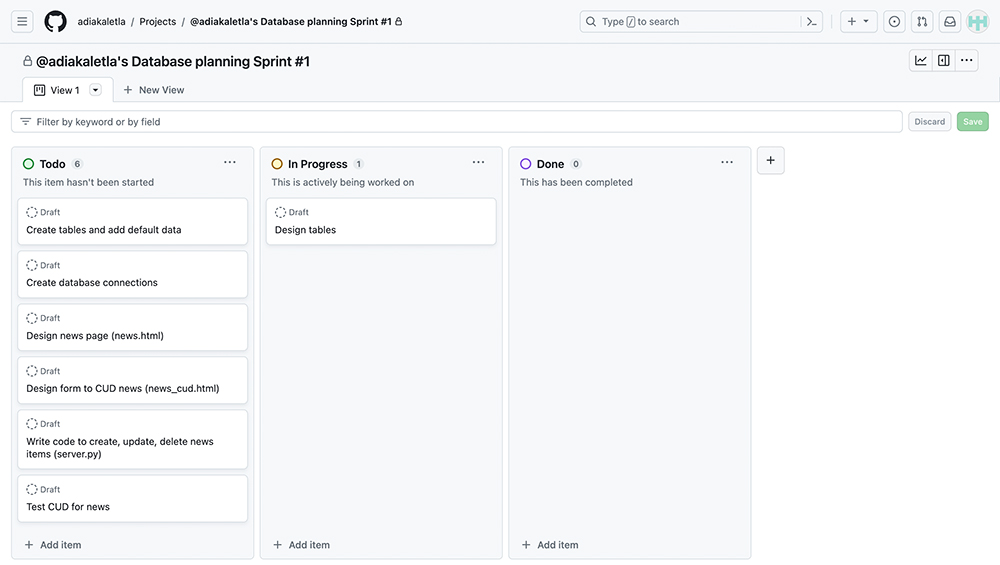 adiakaletla / Projects / @adiakaletla's Database planning Sprint #1
Type / to search
@adiakaletla's Database planning Sprint #1
View 1
New View
Filter by keyword or by field
Discard
Save
Todo 6
This item hasn't been started
Draft
Create tables and add default data
Draft
Create database connections
Draft
Design news page (news.html)
Draft
Design form to CUD news (news_cud.html)
Draft
Write code to create, update, delete news
items (server.py)
Draft
Test CUD for news
Add item
In Progress 1
This is actively being worked on
Draft
Design tables
Add item
Done 0
This has been completed
Add item